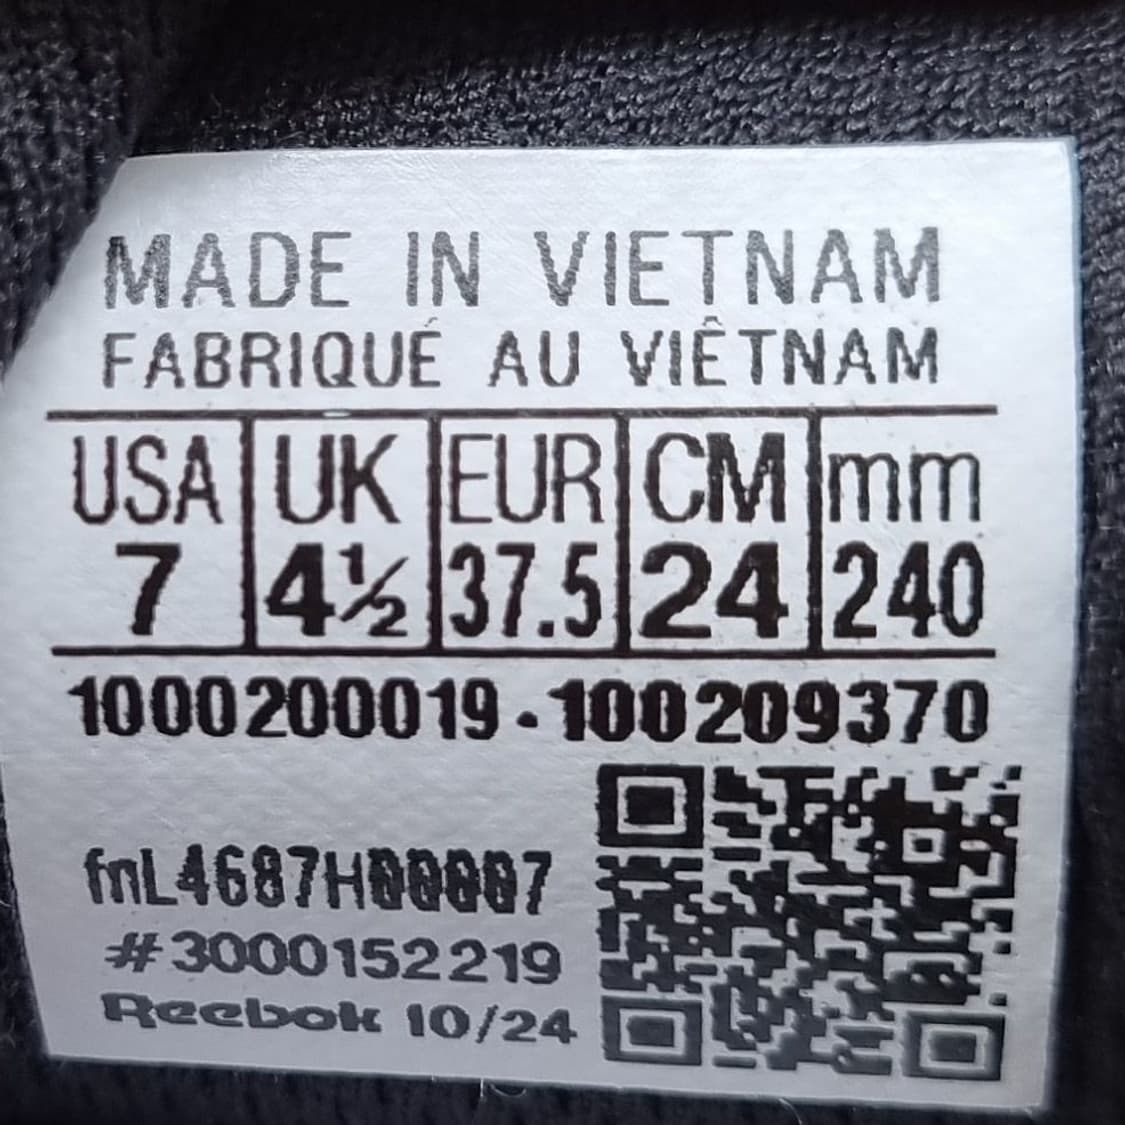 MADE IN VIETNAM
FABRIQUÉ AU VIÊTNAM
USA UK EUR CM mm
7 4½ 37.5 24 240
1000200019-100209370
#3000152219
Reebok 10/24